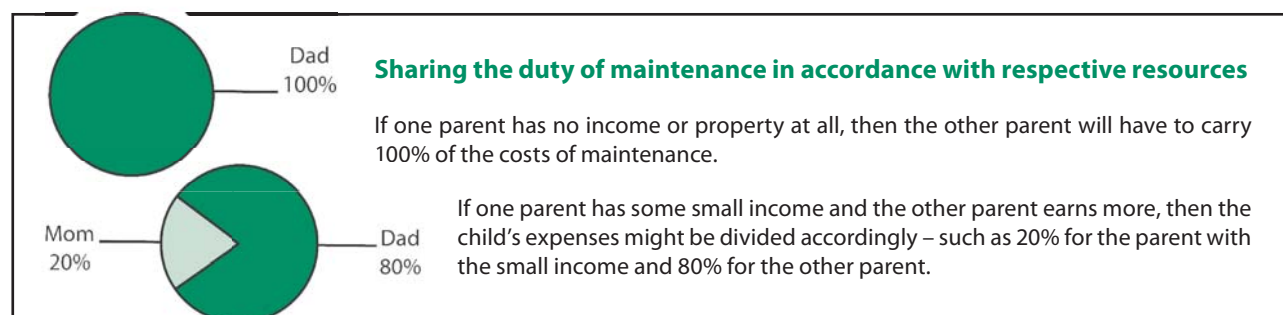 Dad
100%
Sharing the duty of maintenance in accordance with respective resources
If one parent has no income or property at all, then the other parent will have to carry
100% of the costs of maintenance.
Mom
20%
Dad
80%
If one parent has some small income and the other parent earns more, then the
child’s expenses might be divided accordingly – such as 20% for the parent with
the small income and 80% for the other parent.